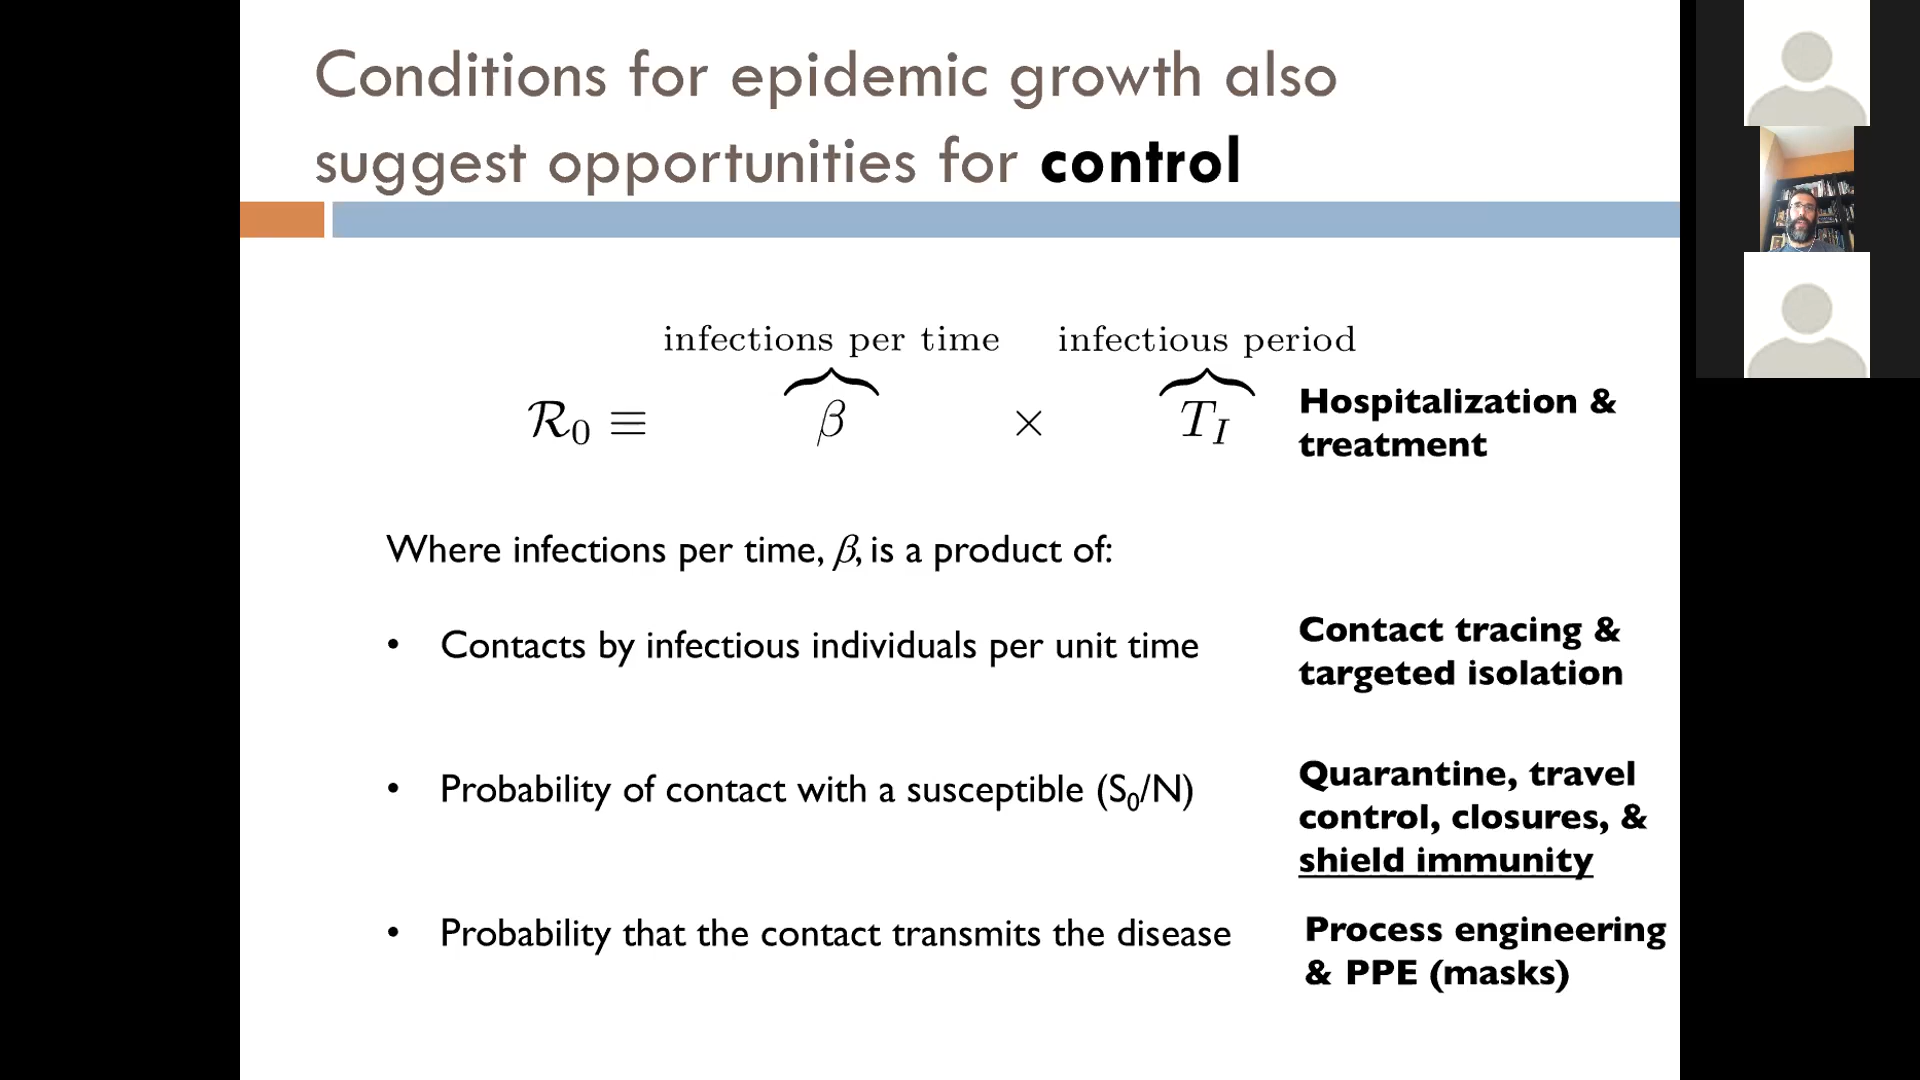 Conditions for epidemic growth also
suggest opportunities for control
infections per time infectious period
ℛ₀ ≡ β × T_I
Hospitalization &
treatment
Where infections per time, β, is a product of:
• Contacts by infectious individuals per unit time
Contact tracing &
targeted isolation
• Probability of contact with a susceptible (S₀/N)
Quarantine, travel
control, closures, &
shield immunity
• Probability that the contact transmits the disease
Process engineering
& PPE (masks)